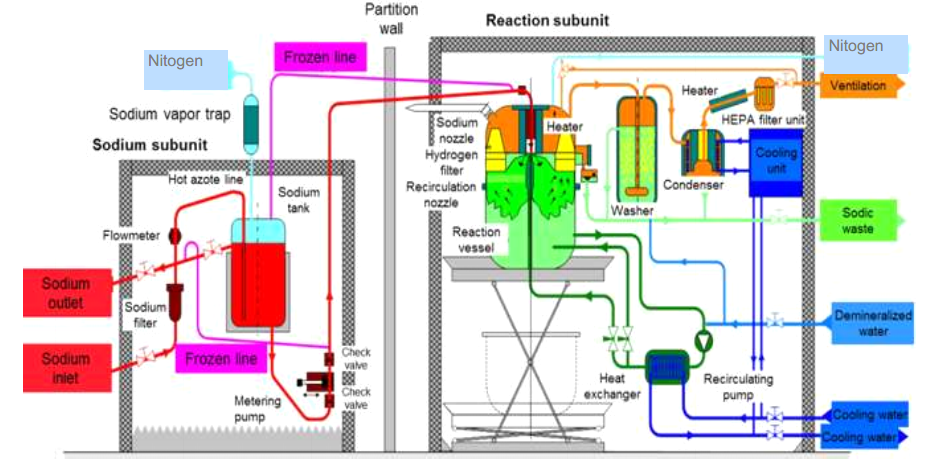 Partition
wall
Reaction subunit
Nitogen
Frozen line
Nitogen
Sodium vapor trap
Heater
Ventilation
HEPA filter unit
Sodium subunit
Sodium
nozzle
Heater
Hydrogen
filter
Cooling
unit
Hot azote line
Sodium
tank
Recirculation
nozzle
Condenser
Washer
Flowmeter
Reaction
vessel
Sodic
waste
Sodium
outlet
Sodium
filter
Demineralized
water
Sodium
inlet
Frozen line
Check
valve
Heat
exchanger
Recirculating
pump
Metering
pump
Check
valve
Cooling water
Cooling water